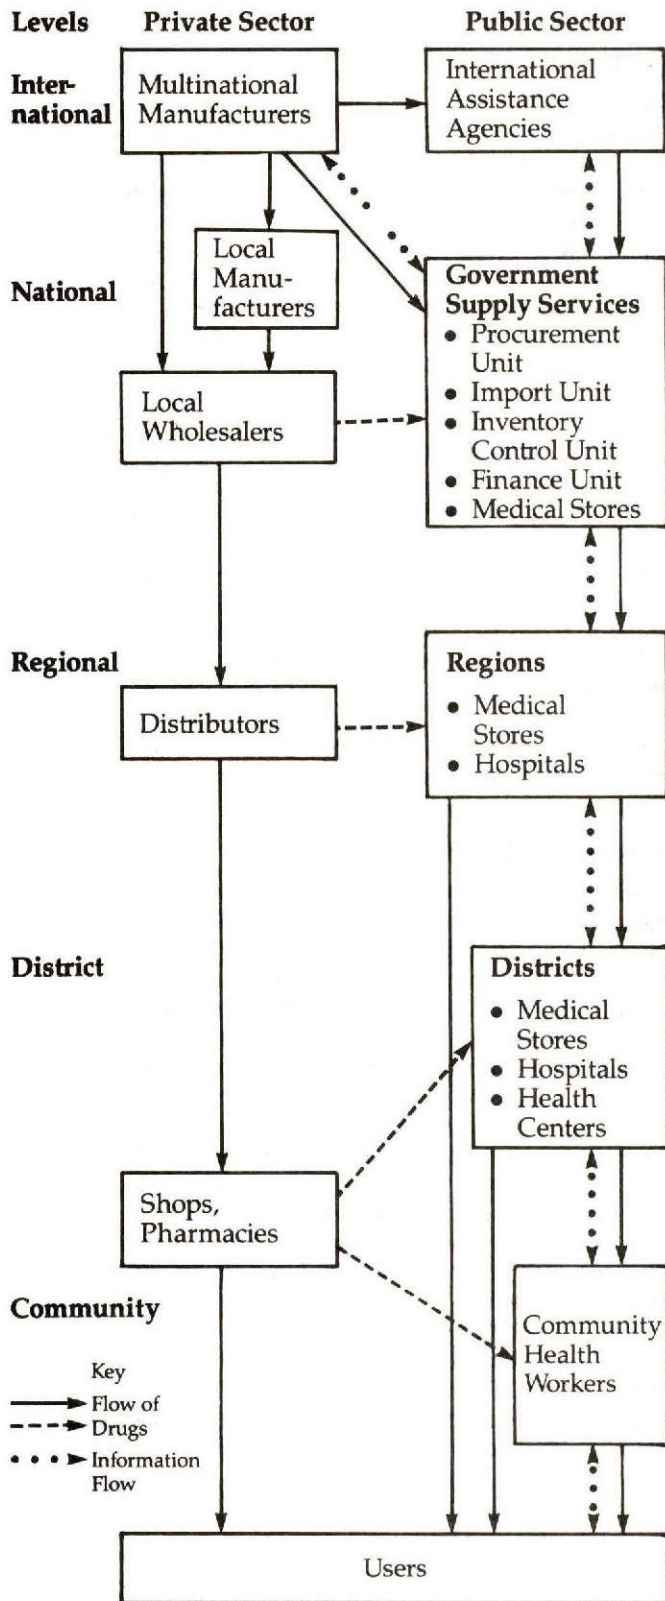 Levels Private Sector Public Sector
Inter-
national
Multinational
Manufacturers
International
Assistance
Agencies
National
Local
Manu-
facturers
Government
Supply Services
• Procurement
Unit
• Import Unit
• Inventory
Control Unit
• Finance Unit
• Medical Stores
Local
Wholesalers
Regional
Distributors
Regions
• Medical
Stores
• Hospitals
District
Districts
• Medical
Stores
• Hospitals
• Health
Centers
Shops,
Pharmacies
Community
Community
Health
Workers
Key
Flow of
Drugs
Information
Flow
Users